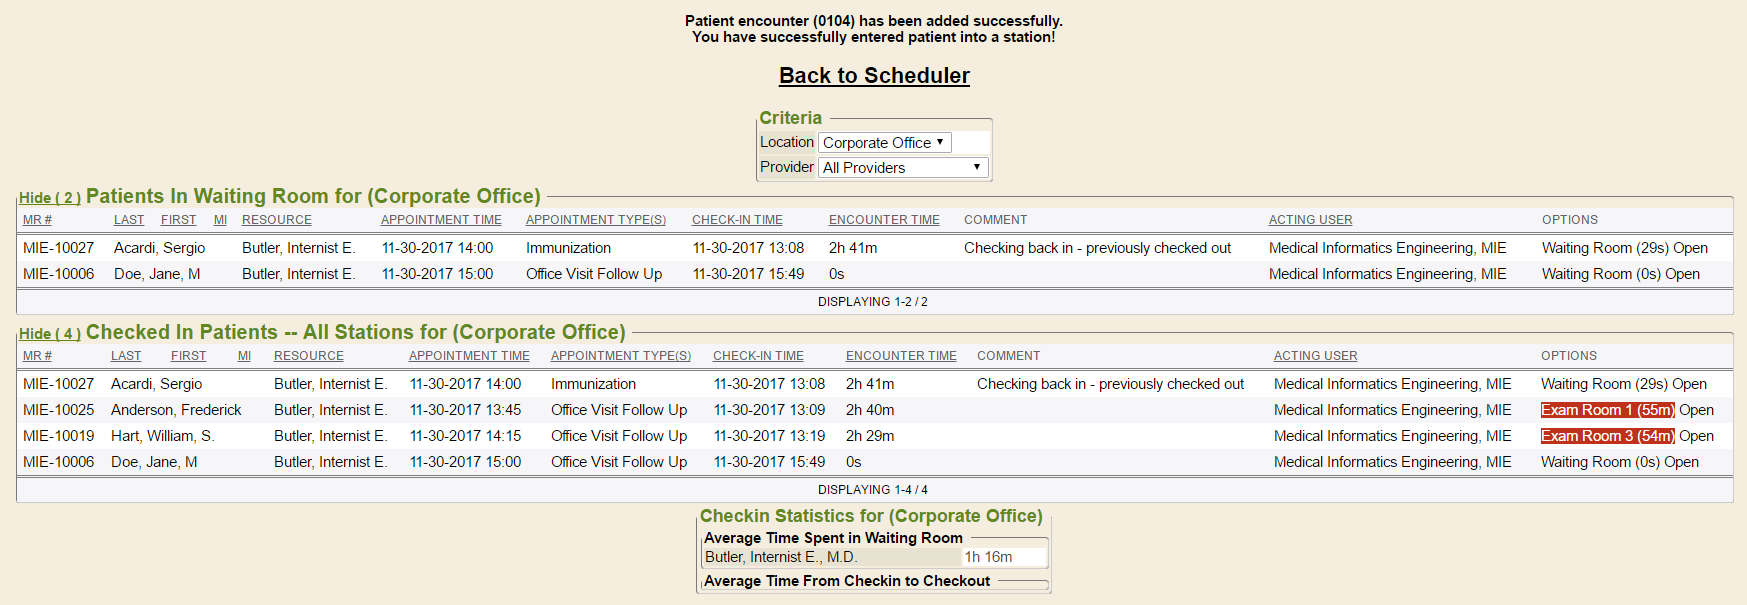 Patient encounter (0104) has been added successfully.
You have successfully entered patient into a station!
Back to Scheduler
Criteria
Location Corporate Office
Provider All Providers
Hide ( 2 ) Patients In Waiting Room for (Corporate Office)
MR # LAST FIRST MI RESOURCE APPOINTMENT TIME APPOINTMENT TYPE(S) CHECK-IN TIME ENCOUNTER TIME COMMENT ACTING USER OPTIONS
MIE-10027 Acardi, Sergio Butler, Internist E. 11-30-2017 14:00 Immunization 11-30-2017 13:08 2h 41m Checking back in - previously checked out Medical Informatics Engineering, MIE Waiting Room (29s) Open
MIE-10006 Doe, Jane, M Butler, Internist E. 11-30-2017 15:00 Office Visit Follow Up 11-30-2017 15:49 0s Medical Informatics Engineering, MIE Waiting Room (0s) Open
DISPLAYING 1-2 / 2
Hide ( 4 ) Checked In Patients -- All Stations for (Corporate Office)
MR # LAST FIRST MI RESOURCE APPOINTMENT TIME APPOINTMENT TYPE(S) CHECK-IN TIME ENCOUNTER TIME COMMENT ACTING USER OPTIONS
MIE-10027 Acardi, Sergio Butler, Internist E. 11-30-2017 14:00 Immunization 11-30-2017 13:08 2h 41m Checking back in - previously checked out Medical Informatics Engineering, MIE Waiting Room (29s) Open
MIE-10025 Anderson, Frederick Butler, Internist E. 11-30-2017 13:45 Office Visit Follow Up 11-30-2017 13:09 2h 40m Medical Informatics Engineering, MIE Exam Room 1 (55m) Open
MIE-10019 Hart, William, S. Butler, Internist E. 11-30-2017 14:15 Office Visit Follow Up 11-30-2017 13:19 2h 29m Medical Informatics Engineering, MIE Exam Room 3 (54m) Open
MIE-10006 Doe, Jane, M Butler, Internist E. 11-30-2017 15:00 Office Visit Follow Up 11-30-2017 15:49 0s Medical Informatics Engineering, MIE Waiting Room (0s) Open
DISPLAYING 1-4 / 4
Checkin Statistics for (Corporate Office)
Average Time Spent in Waiting Room
Butler, Internist E., M.D. 1h 16m
Average Time From Checkin to Checkout